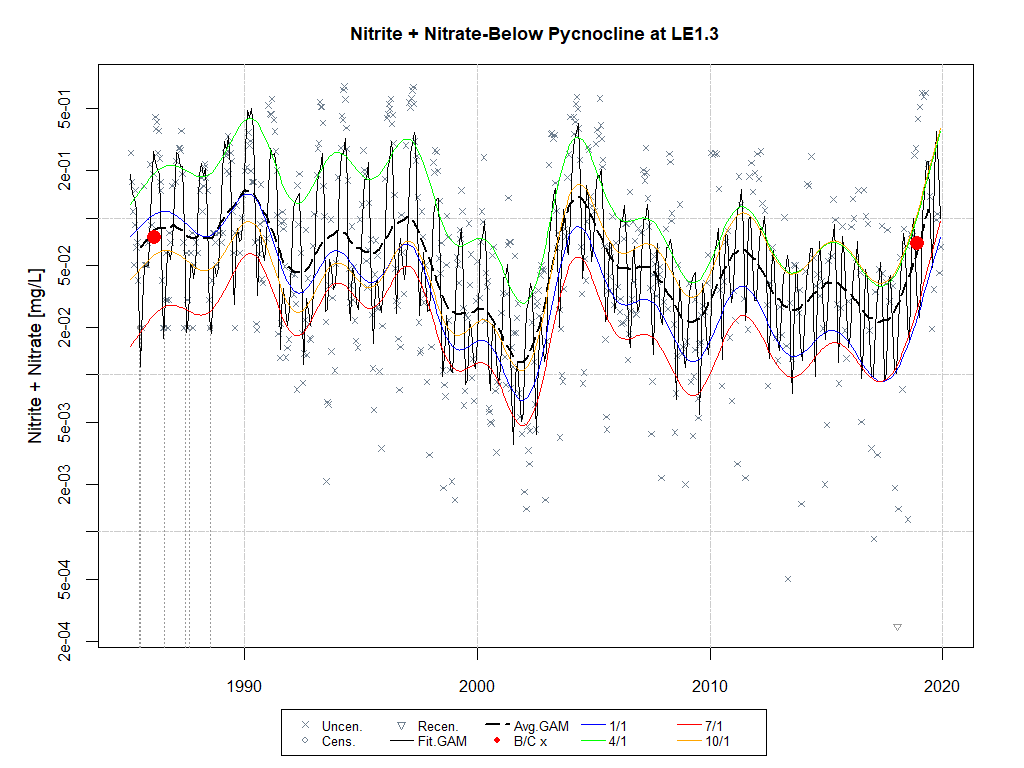 Nitrite + Nitrate-Below Pycnocline at LE1.3
Nitrite + Nitrate [mg/L]
5e-01
2e-01
5e-02
2e-02
5e-03
2e-03
5e-04
2e-04
1990 2000 2010 2020
Uncen. Recen. Avg.GAM 1/1 7/1
Cens. Fit.GAM B/C x 4/1 10/1